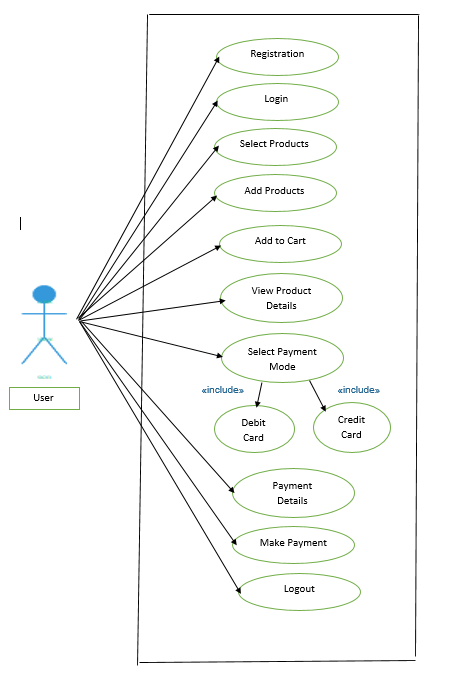 Registration
Login
Select Products
Add Products
Add to Cart
View Product
Details
Select Payment
Mode
«include»
«include»
Debit
Card
Credit
Card
User
Payment
Details
Make Payment
Logout